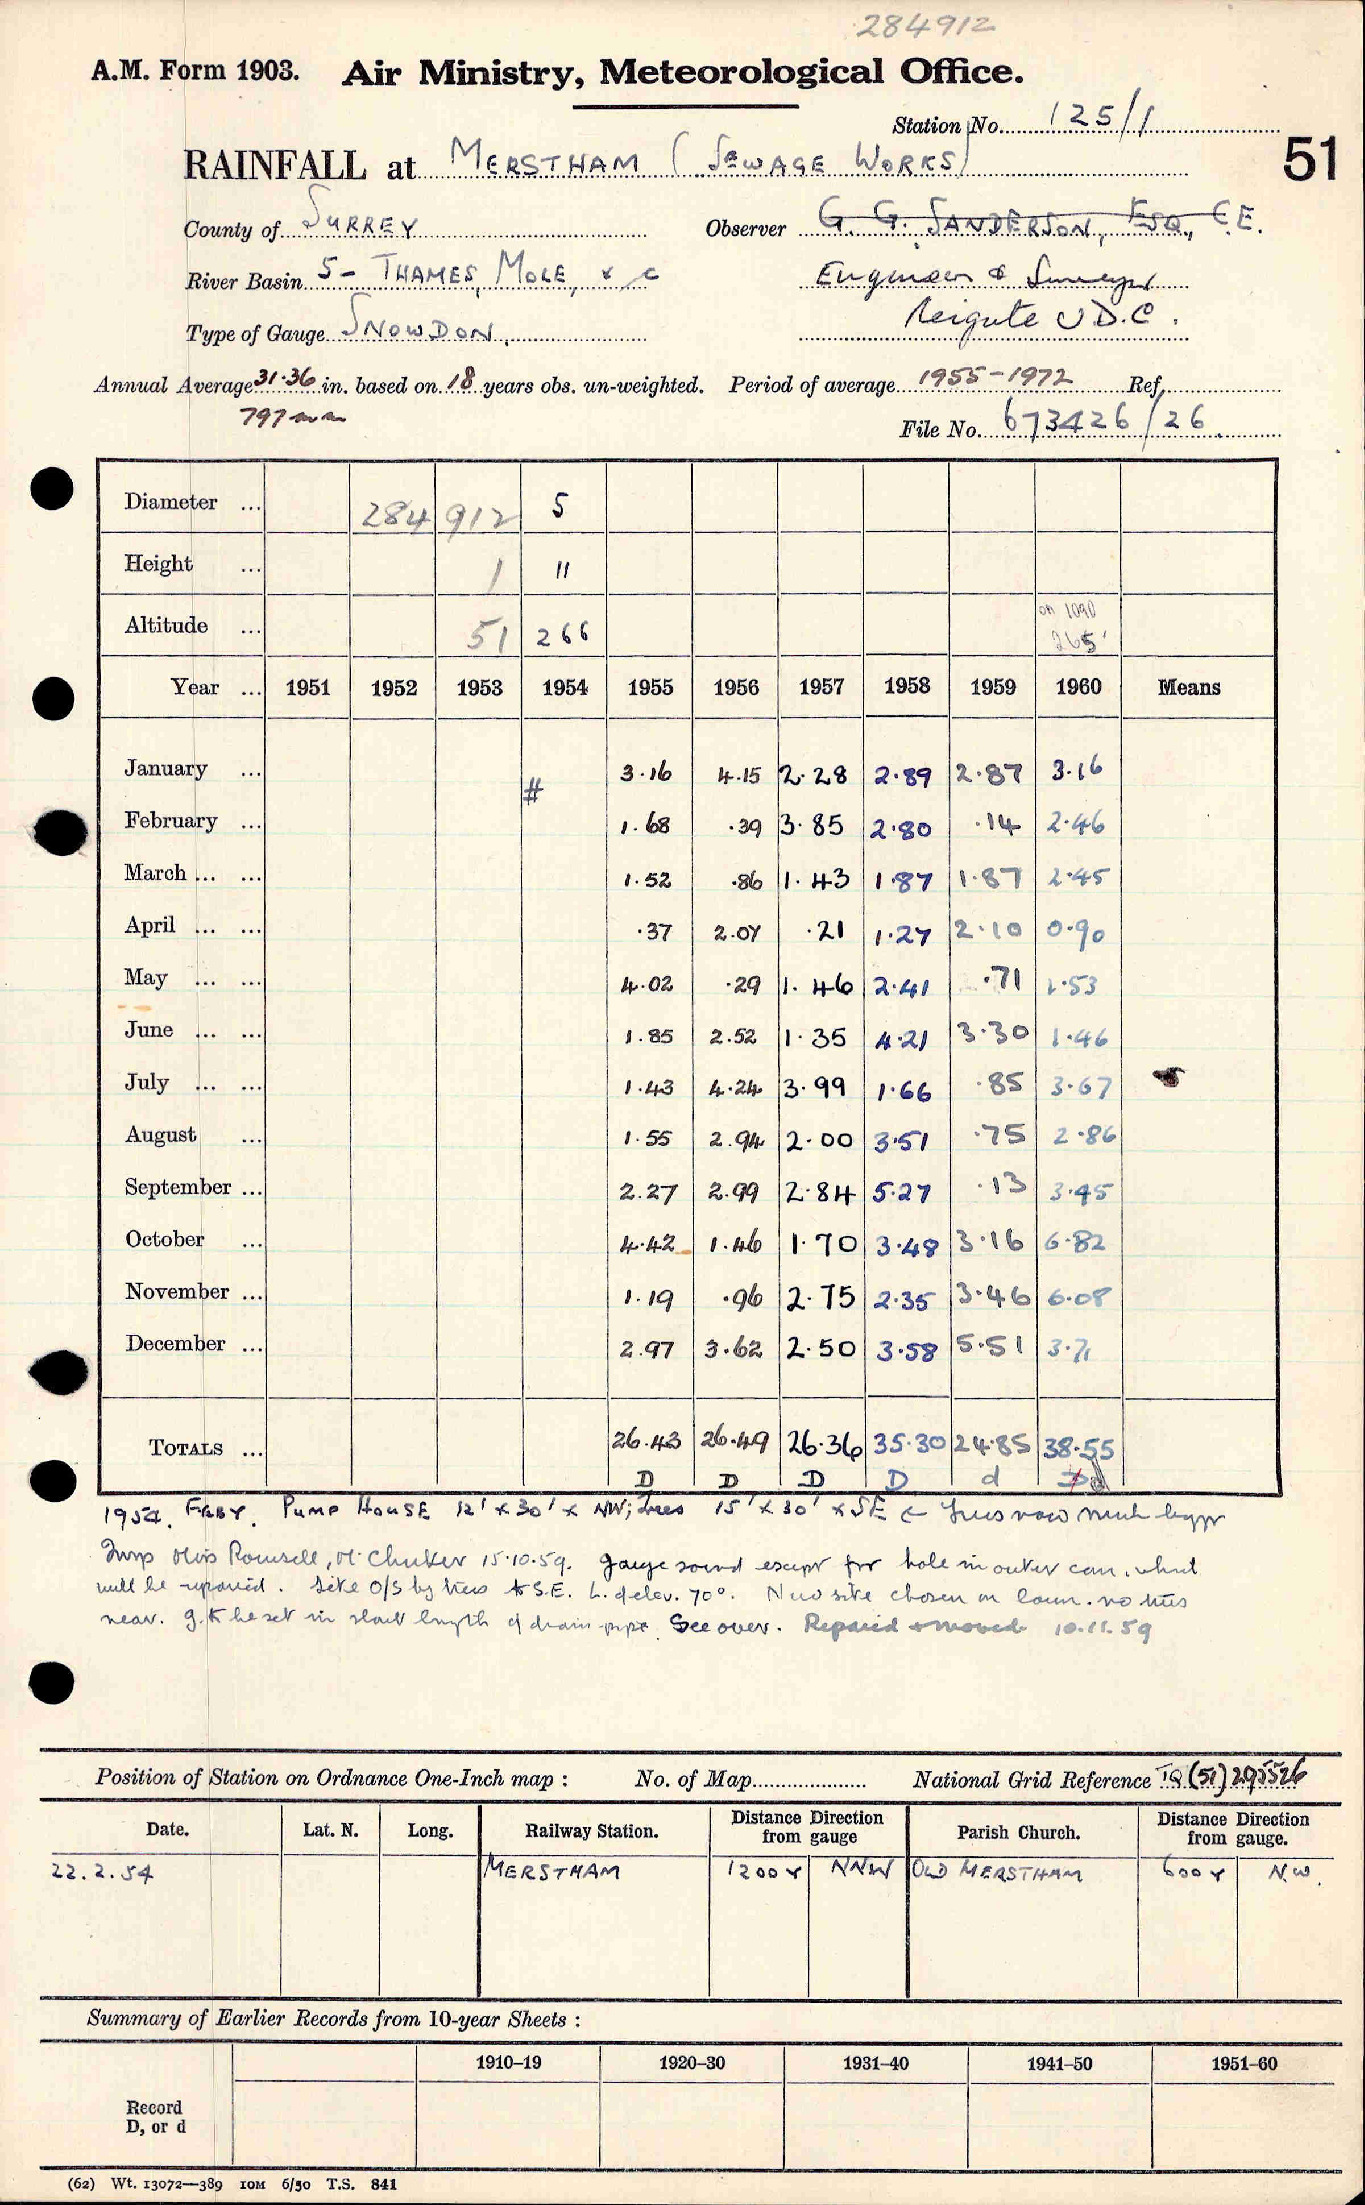 284912
A.M. Form 1903. Air Ministry, Meteorological Office.
Station No. 125/1
RAINFALL at MERSTHAM (SEWAGE WORKS) 51
County of SURREY Observer G. G. SANDERSON, ESQ., C.E.
River Basin 5 - THAMES, MOLE, & c Engineer & Surveyor
Type of Gauge SNOWDON. Reigate U.D.C.
Annual Average 31.36 in. based on 18 years obs. un-weighted. Period of average 1955-1972 Ref.
797 mm File No. 673426/26
Diameter ... 284 912 5
Height ... 1 11
Altitude ... 51 266 on 1090 265'
Year ... 1951 1952 1953 1954 1955 1956 1957 1958 1959 1960 Means
January ... # 3.16 4.15 2.28 2.89 2.87 3.16
February ... 1.68 .39 3.85 2.80 .14 2.46
March ... ... 1.52 .86 1.43 1.87 1.87 2.45
April ... ... .37 2.07 .21 1.27 2.10 0.90
May ... ... 4.02 .29 1.46 2.41 .71 1.53
June ... ... 1.85 2.52 1.35 4.21 3.30 1.46
July ... ... 1.43 4.24 3.99 1.66 .85 3.67
August ... 1.55 2.94 2.00 3.51 .75 2.86
September ... 2.27 2.99 2.84 5.27 .13 3.45
October ... 4.42 1.46 1.70 3.48 3.16 6.82
November ... 1.19 .96 2.75 2.35 3.46 6.08
December ... 2.97 3.62 2.50 3.58 5.51 3.71
TOTALS ... 26.43 26.49 26.36 35.30 24.85 38.55
D D D D d D d
1954. FEBY. PUMP HOUSE 12' x 30' x NW; trees 15' x 30' x SE ← Trees now much bigger
Insp Miss Rounsell, Mr Chuker 15.10.59. gauge sound except for hole in outer can, which
will be repaired. Site O/S by trees to S.E. L. of elev. 70°. New site chosen on lawn. no trees
near. g. to be set in short length of drain pipe. See over. Repaired & moved 10.11.59
Position of Station on Ordnance One-Inch map : No. of Map National Grid Reference TQ (51) 295526
Date. Lat. N. Long. Railway Station. Distance Direction from gauge Parish Church. Distance Direction from gauge.
22.2.54 MERSTHAM 1200 Y NNW OLD MERSTHAM 600 Y N.W.
Summary of Earlier Records from 10-year Sheets :
1910-19 1920-30 1931-40 1941-50 1951-60
Record
D, or d
(62) Wt. 13072—389 10M 6/50 T.S. 841